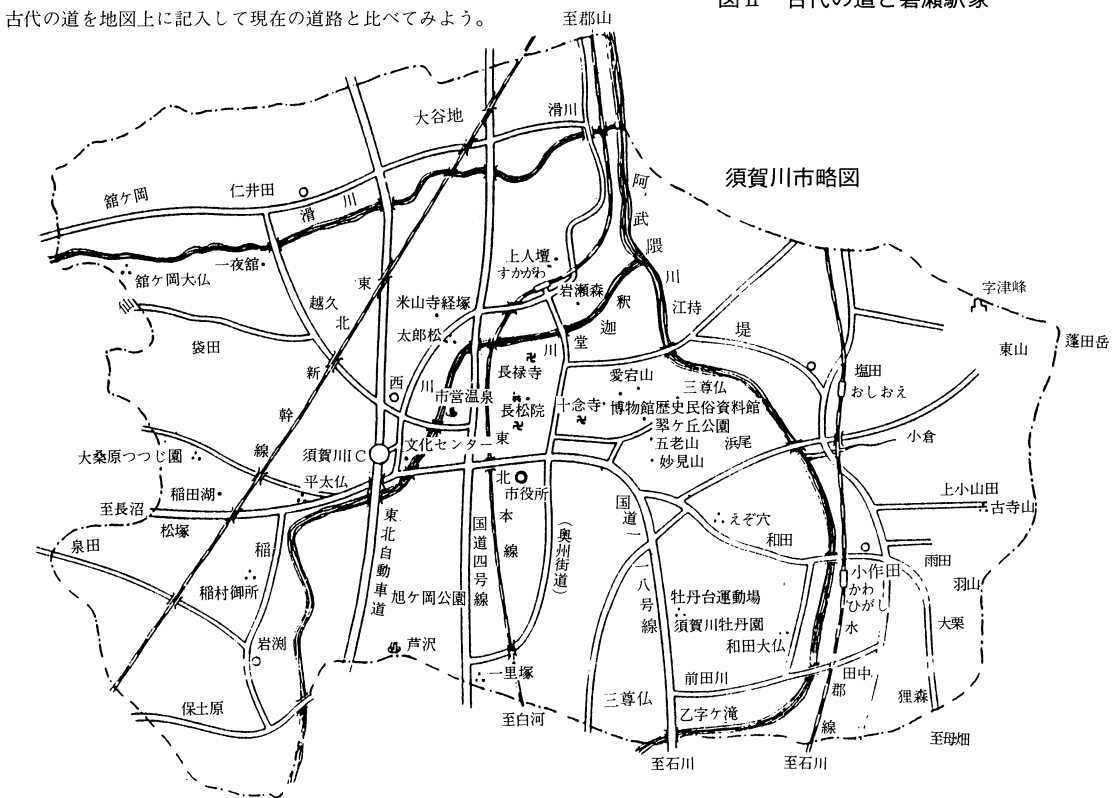 古代の道を地図上に記入して現在の道路と比べてみよう。
図Ⅱ 古代の道と磐瀬駅家
至郡山
須賀川市略図
大谷地
滑川
舘ケ岡
仁井田
滑川
阿武隈川
一夜舘
舘ケ岡大仏
上人壇
すかがわ
岩瀬森
釈迦堂川
江持
字津峰
蓬田岳
東山
越久
東北新幹線
米山寺経塚
太郎松
袋田
堤
塩田
おしおえ
西川
長禄寺
愛宕山
三尊仏
市営温泉
長松院
十念寺
博物館
歴史民俗資料館
翠ケ丘公園
五老山
浜尾
妙見山
小倉
大桑原つつじ園
須賀川IC
文化センター
稲田湖
平太仏
市役所
至長沼
松塚
上小山田
古寺山
泉田
稲
東北自動車道
国道四号線
東北本線
(奥州街道)
国道一一八号線
えぞ穴
和田
雨田
羽山
小作田
かわひがし
稲村御所
旭ケ岡公園
牡丹台運動場
須賀川牡丹園
和田大仏
大栗
水郡線
岩渕
芦沢
一里塚
前田川
田中
三尊仏
狸森
保土原
至白河
乙字ケ滝
至母畑
至石川
至石川